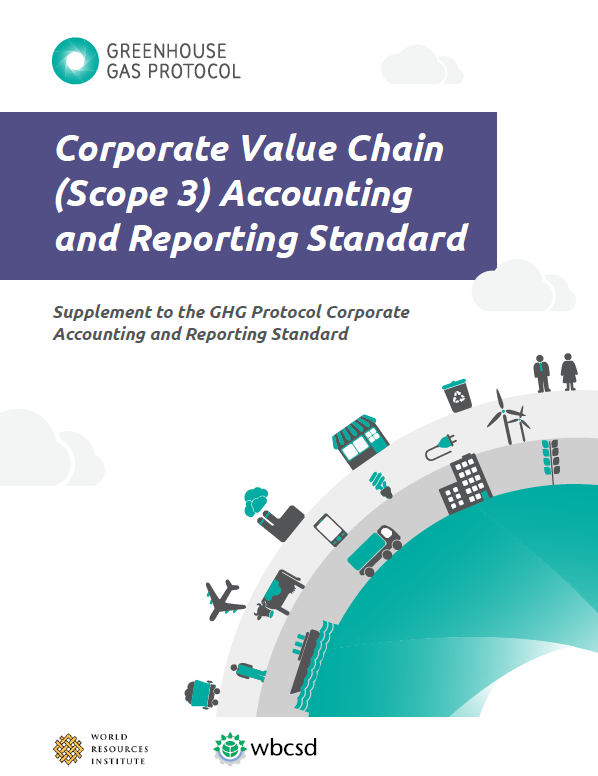 GREENHOUSE
GAS PROTOCOL
Corporate Value Chain
(Scope 3) Accounting
and Reporting Standard
Supplement to the GHG Protocol Corporate
Accounting and Reporting Standard
WORLD
RESOURCES
INSTITUTE
wbcsd